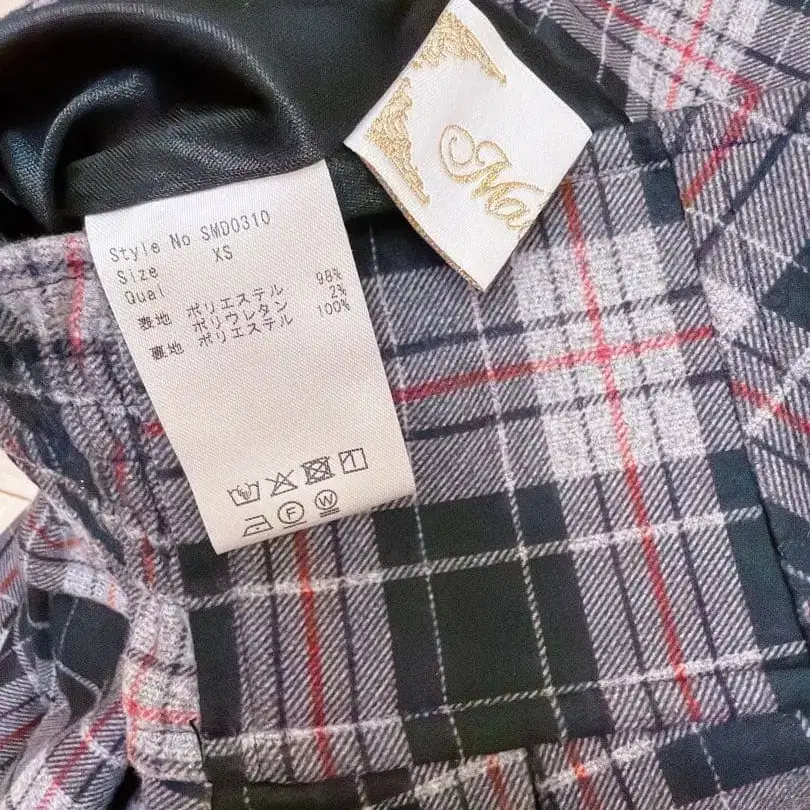 Style No SMD0310
Size XS
Qual
表地 ポリエステル 98%
ポリウレタン 2%
裏地 ポリエステル 100%
F
W
Ma